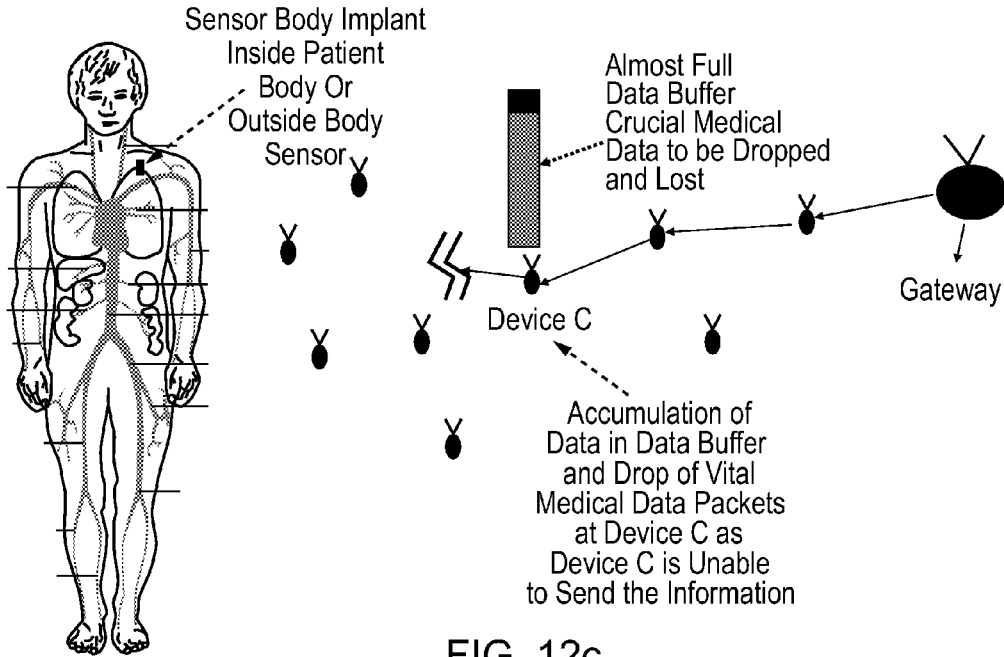 Sensor Body Implant
Inside Patient
Body Or
Outside Body
Sensor
Almost Full
Data Buffer
Crucial Medical
Data to be Dropped
and Lost
Gateway
Device C
Accumulation of
Data in Data Buffer
and Drop of Vital
Medical Data Packets
at Device C as
Device C is Unable
to Send the Information
FIG. 12c